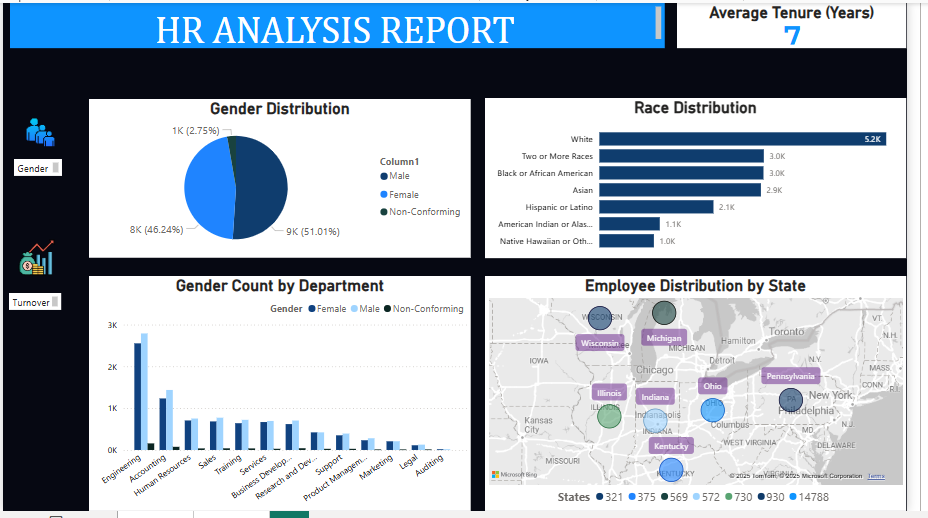 HR ANALYSIS REPORT
Average Tenure (Years)
7
Gender
Turnover
Gender Distribution
1K (2.75%)
8K (46.24%)
9K (51.01%)
Column1
Male
Female
Non-Conforming
Race Distribution
White 5.2K
Two or More Races 3.0K
Black or African American 3.0K
Asian 2.9K
Hispanic or Latino 2.1K
American Indian or Alas... 1.1K
Native Hawaiian or Oth... 1.0K
Gender Count by Department
Gender Female Male Non-Conforming
3K
2K
1K
0K
Engineering
Accounting
Human Resources
Sales
Training
Services
Business Develop...
Research and Dev...
Support
Product Managem...
Marketing
Legal
Auditing
Employee Distribution by State
WISCONSIN
Wisconsin
Michigan
MICHIGAN
Toronto
Hamilton
VT.
N.H.
IOWA
Chicago
Detroit
N.Y.
MASS.
CONN.
R.I.
Pennsylvania
PA
New York
Philadelphia
Illinois
ILLINOIS
Indiana
Indianapolis
INDIANA
Ohio
OHIO
Columbus
N.J.
MD.
DELAWARE
Kansas City
MISSOURI
WEST VIRGINIA
Kentucky
KENTUCKY
VIRGINIA
Microsoft Bing
© 2025 TomTom, © 2025 Microsoft Corporation Terms
States 321 375 569 572 730 930 14788